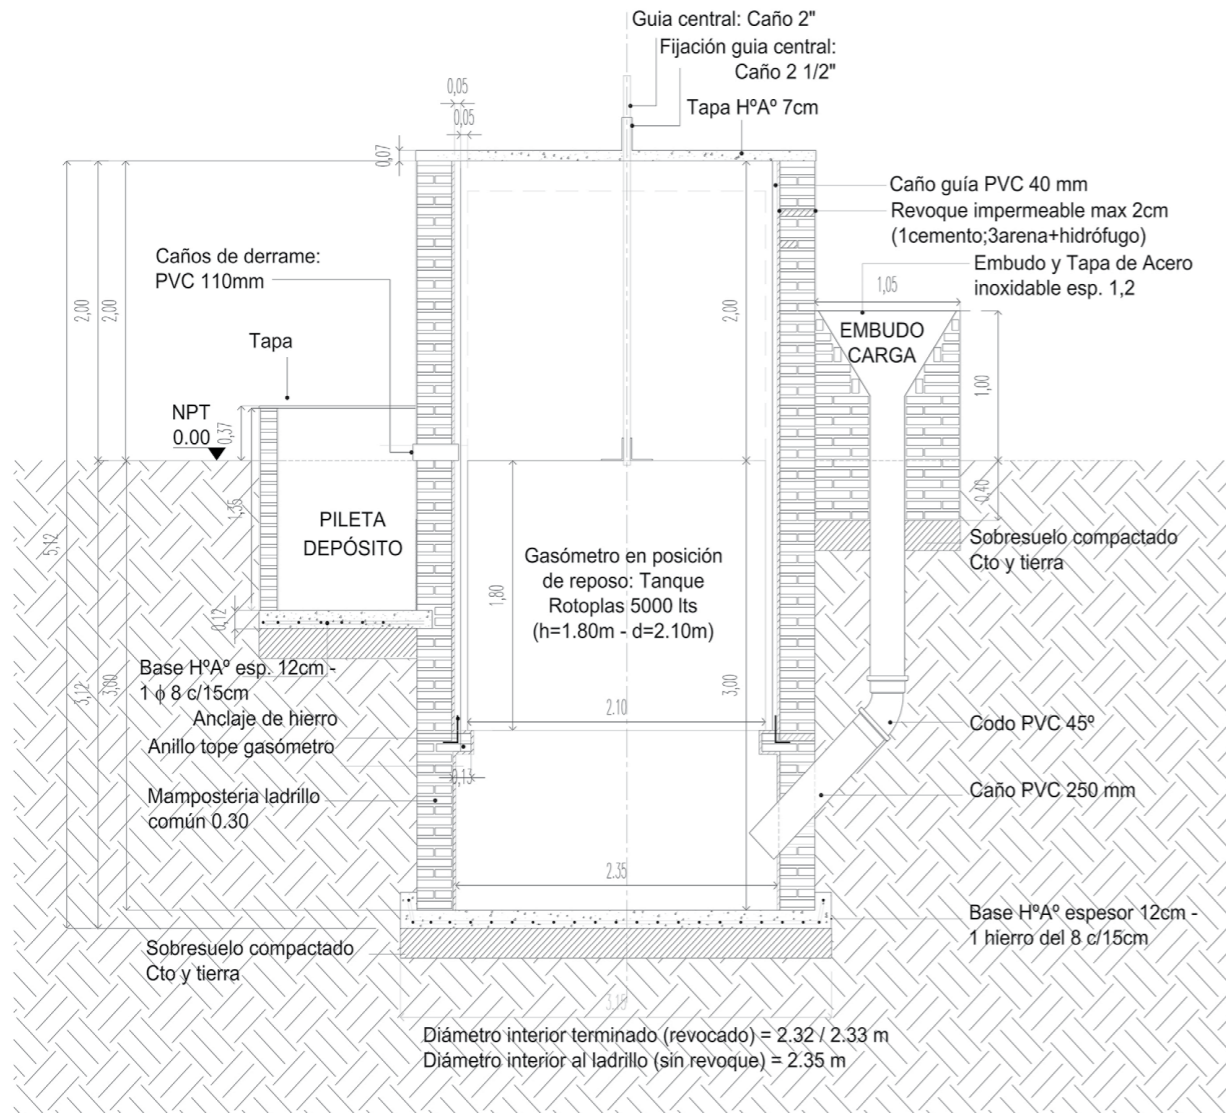 Guia central: Caño 2"
Fijación guia central:
Caño 2 1/2"
Tapa HºAº 7cm
0,05
0,05
0,07
Caño guía PVC 40 mm
Revoque impermeable max 2cm
(1cemento;3arena+hidrófugo)
Embudo y Tapa de Acero
inoxidable esp. 1,2
1,05
Caños de derrame:
PVC 110mm
2,00
2,00
2,00
EMBUDO
CARGA
1,00
Tapa
NPT
0.00
0,37
1,35
PILETA
DEPÓSITO
5,12
0,40
Sobresuelo compactado
Cto y tierra
Gasómetro en posición
de reposo: Tanque
Rotoplas 5000 lts
(h=1.80m - d=2.10m)
1,80
0,12
Base HºAº esp. 12cm -
1 ϕ 8 c/15cm
3,12
3,00
2.10
Anclaje de hierro
Anillo tope gasómetro
0,13
Codo PVC 45º
Mamposteria ladrillo
común 0.30
Caño PVC 250 mm
2.35
Base HºAº espesor 12cm -
1 hierro del 8 c/15cm
Sobresuelo compactado
Cto y tierra
Diámetro interior terminado (revocado) = 2.32 / 2.33 m
Diámetro interior al ladrillo (sin revoque) = 2.35 m